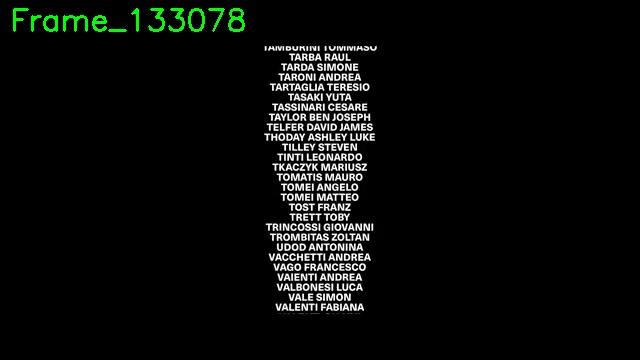 Frame_133078
TAMBURINI TOMMASO
TARBA RAUL
TARDA SIMONE
TARONI ANDREA
TARTAGLIA TERESIO
TASAKI YUTA
TASSINARI CESARE
TAYLOR BEN JOSEPH
TELFER DAVID JAMES
THODAY ASHLEY LUKE
TILLEY STEVEN
TINTI LEONARDO
TKACZYK MARIUSZ
TOMATIS MAURO
TOMEI ANGELO
TOMEI MATTEO
TOST FRANZ
TRETT TOBY
TRINCOSSI GIOVANNI
TROMBITAS ZOLTAN
UDOD ANTONINA
VACCHETTI ANDREA
VAGO FRANCESCO
VAIENTI ANDREA
VALBONESI LUCA
VALE SIMON
VALENTI FABIANA